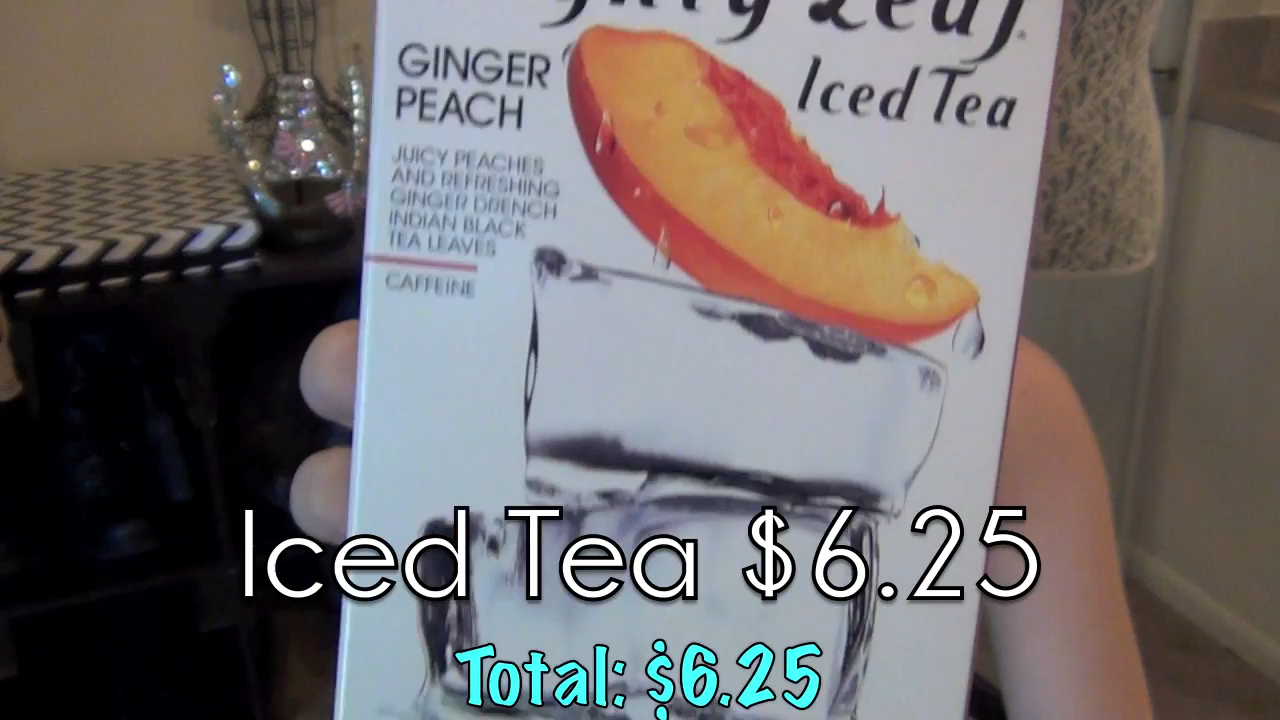 Leaf
GINGER
PEACH
Iced Tea
JUICY PEACHES
AND REFRESHING
GINGER DRENCH
INDIAN BLACK
TEA LEAVES
CAFFEINE
Iced Tea $6.25
Total: $6.25